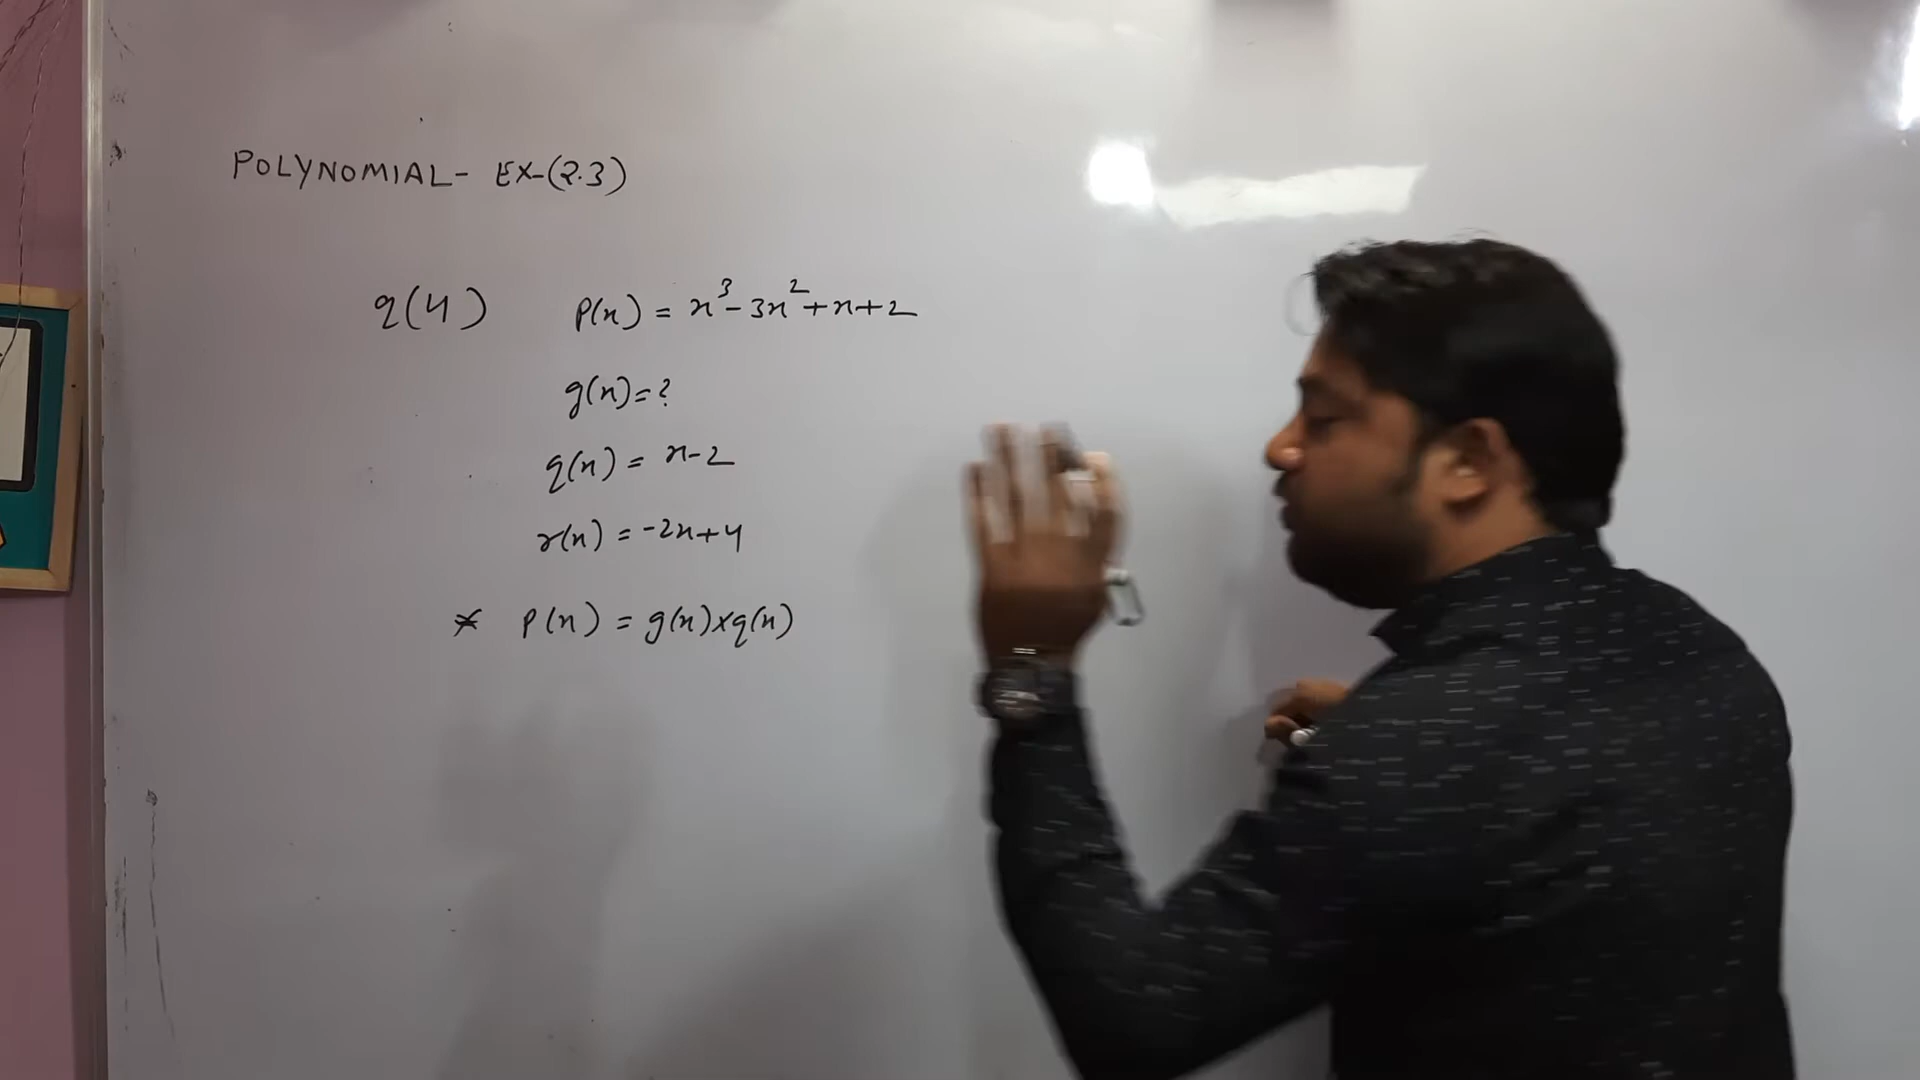 POLYNOMIAL- EX-(2.3)
q(4) P(x) = x³-3x²+x+2
g(x)=?
q(x) = x-2
r(x) = -2x+4
* P(x) = g(x)×q(x)